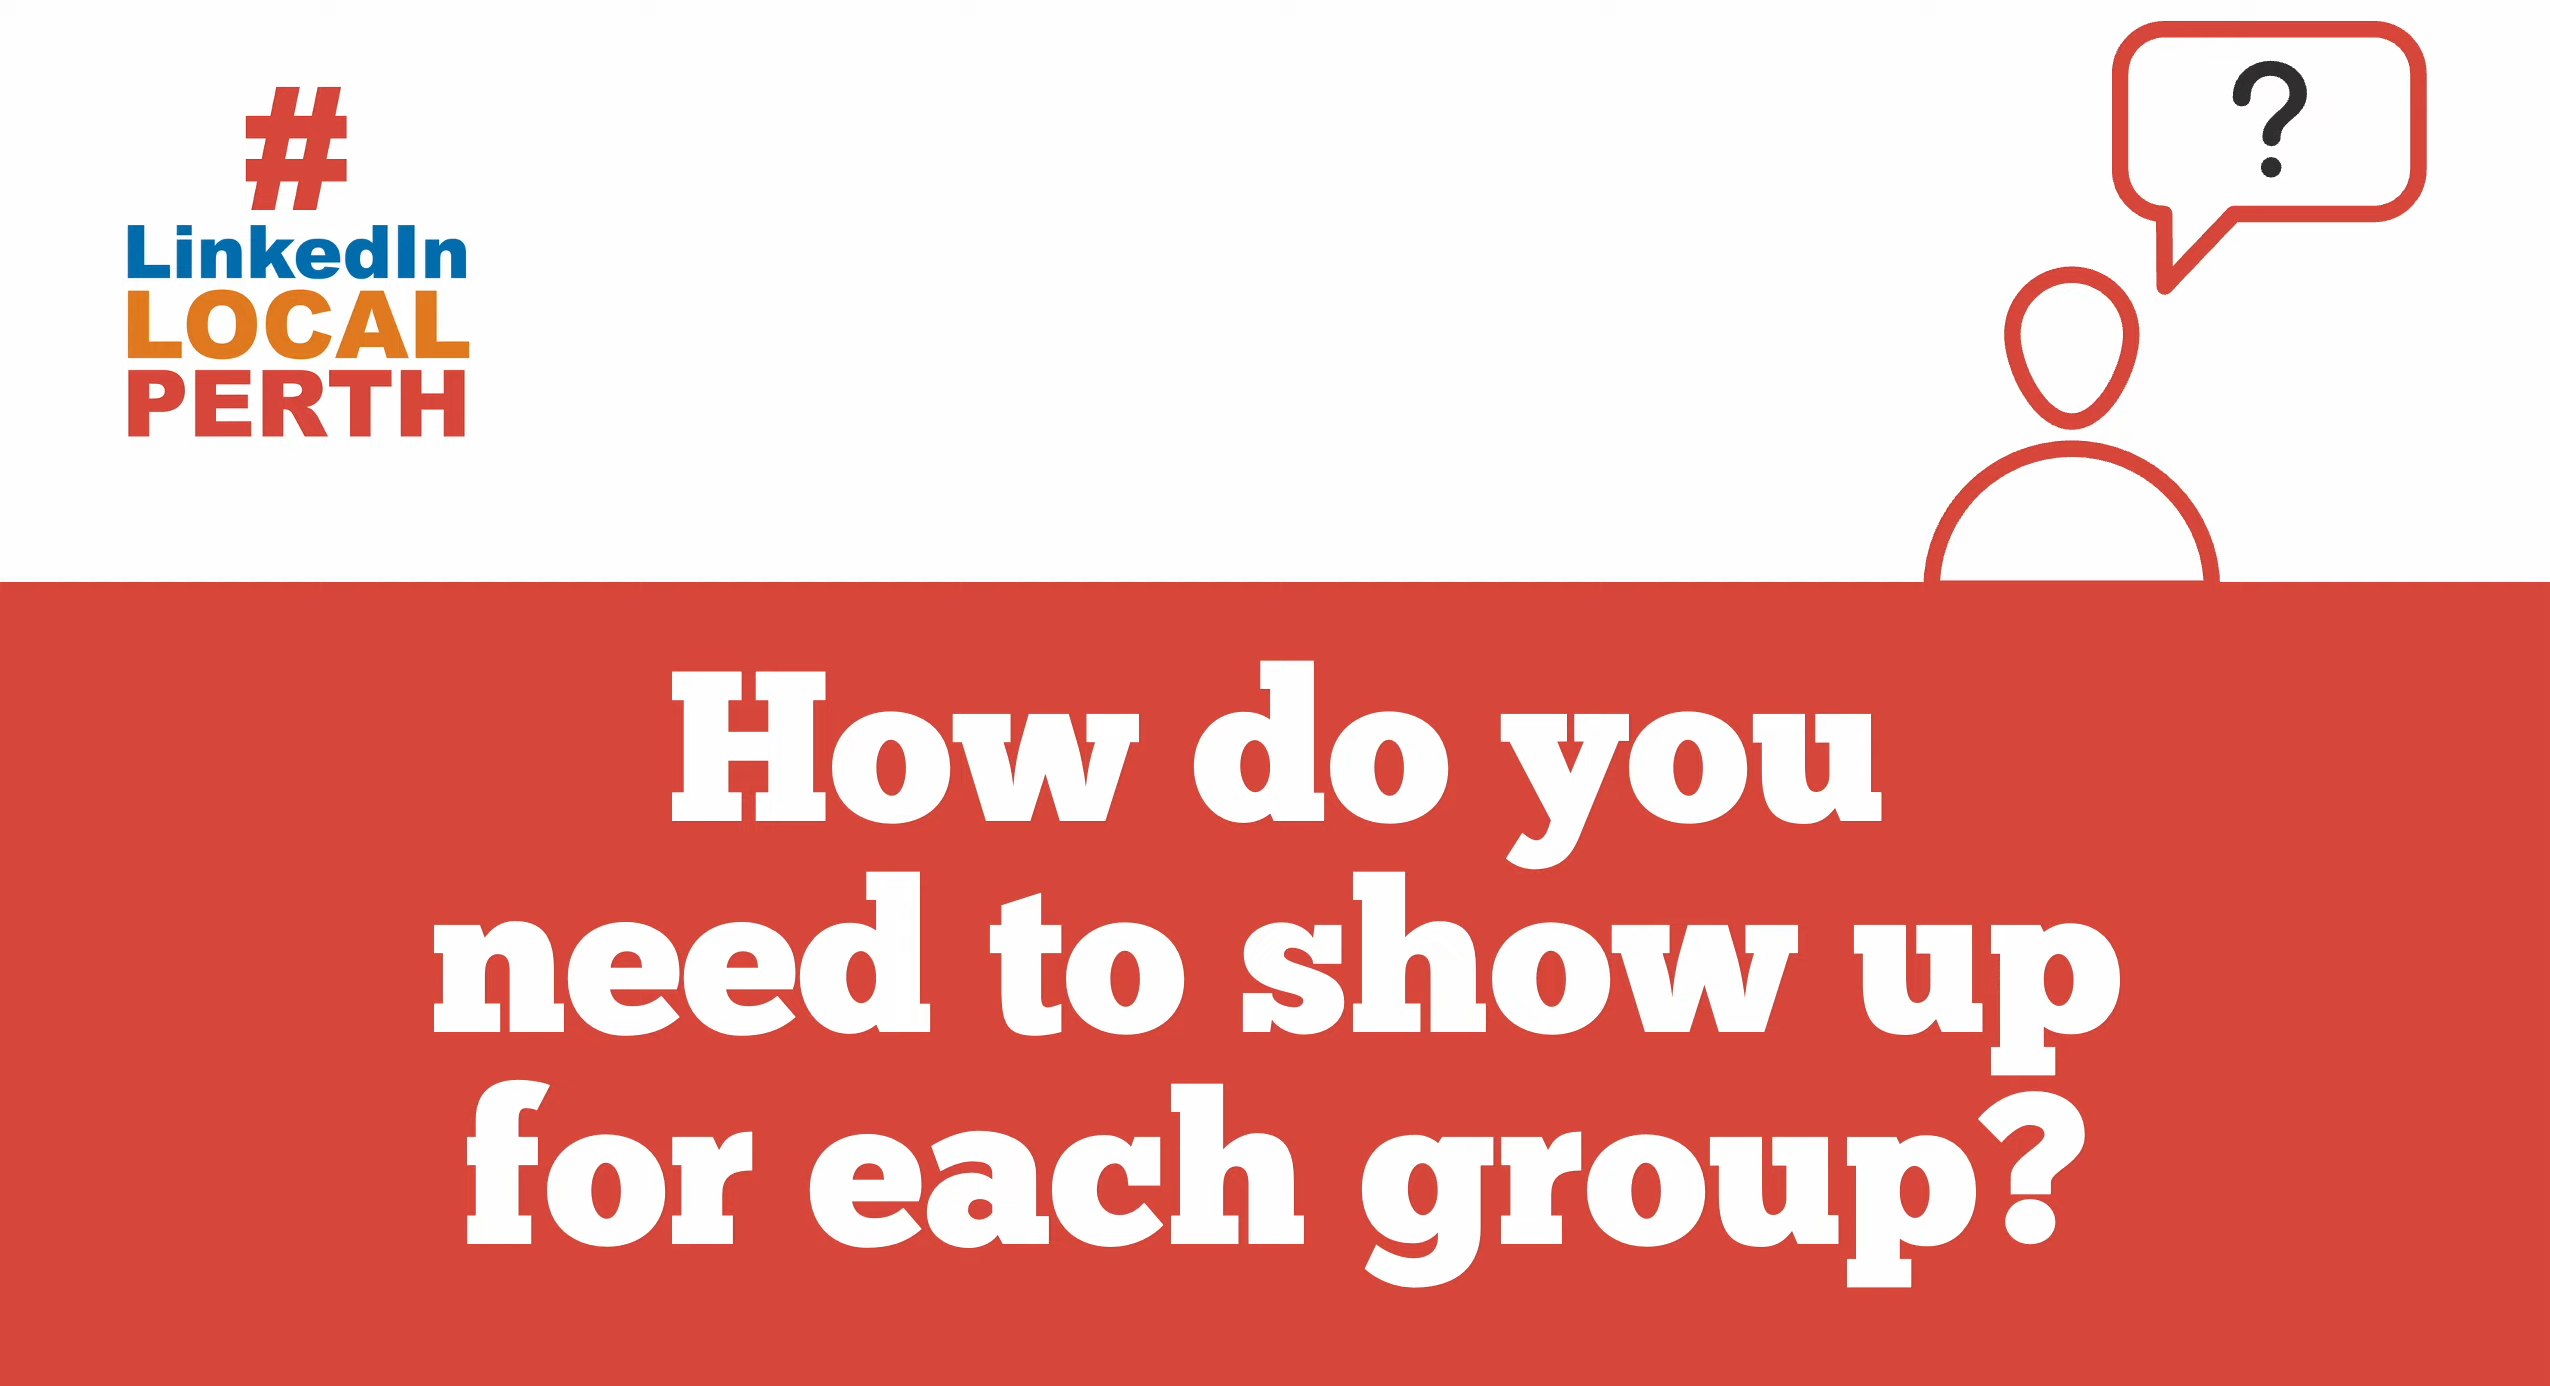 #
LinkedIn
LOCAL
PERTH
?
How do you
need to show up
for each group?